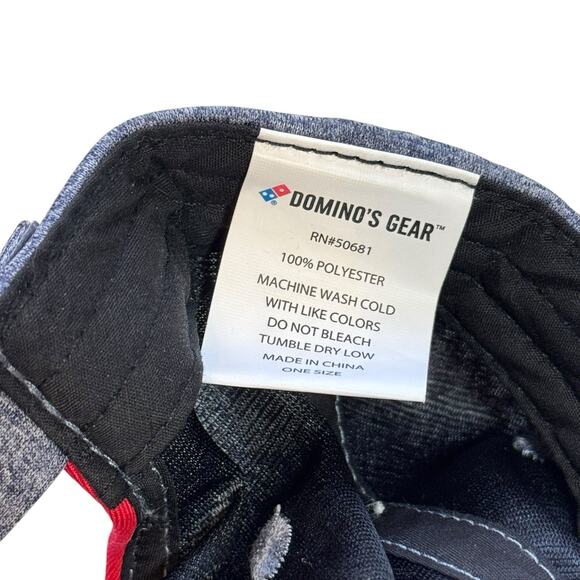 DOMINO'S GEAR™
RN#50681
100% POLYESTER
MACHINE WASH COLD
WITH LIKE COLORS
DO NOT BLEACH
TUMBLE DRY LOW
MADE IN CHINA
ONE SIZE